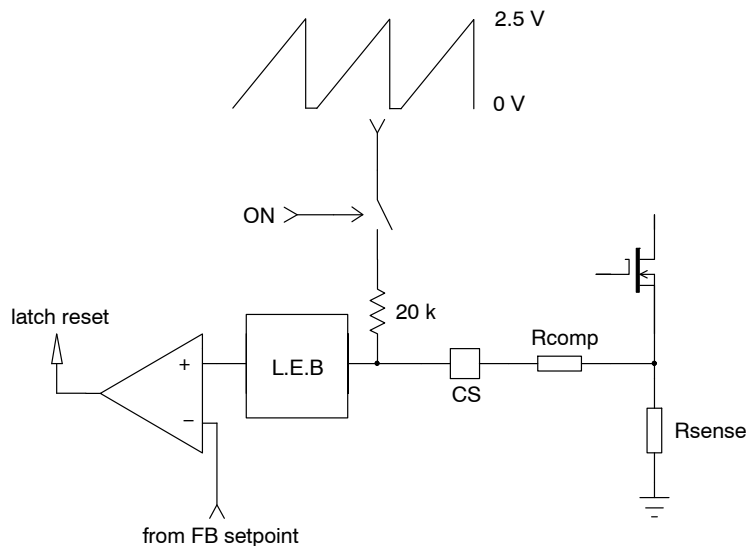 2.5 V
0 V
ON
20 k
latch reset
+
L.E.B
Rcomp
CS
−
Rsense
from FB setpoint